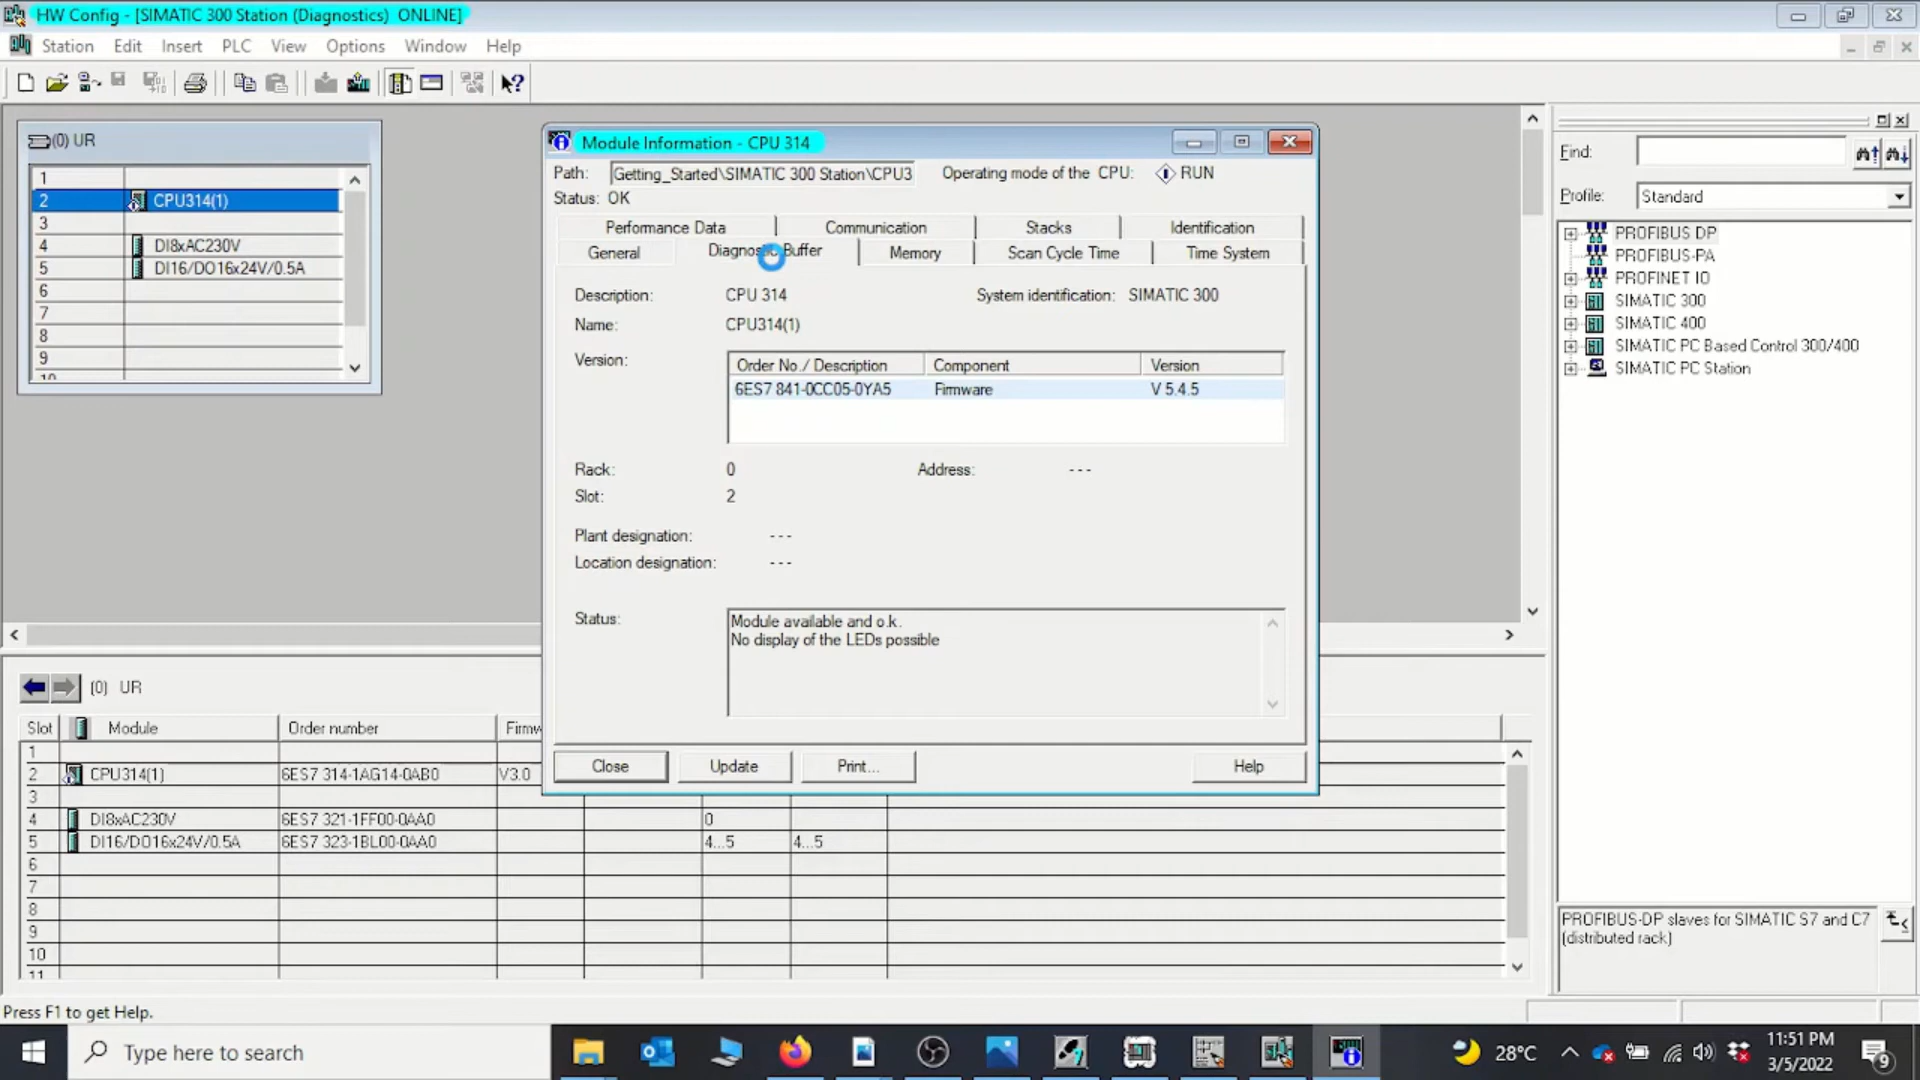 HW Config - [SIMATIC 300 Station (Diagnostics)  ONLINE]
Station Edit Insert PLC View Options Window Help
(0) UR
1
2 CPU314(1)
3
4 DI8xAC230V
5 DI16/DO16x24V/0.5A
6
7
8
9
10
Module Information - CPU 314
Path: Getting_Started\SIMATIC 300 Station\CPU3 Operating mode of the CPU: RUN
Status: OK
Performance Data Communication Stacks Identification
General Diagnostic Buffer Memory Scan Cycle Time Time System
Description: CPU 314 System identification: SIMATIC 300
Name: CPU314(1)
Version:
Order No./ Description Component Version
6ES7 841-0CC05-0YA5 Firmware V 5.4.5
Rack: 0 Address: ---
Slot: 2
Plant designation: ---
Location designation: ---
Status: Module available and o.k.
No display of the LEDs possible
Close Update Print... Help
Find:
Profile: Standard
PROFIBUS DP
PROFIBUS-PA
PROFINET IO
SIMATIC 300
SIMATIC 400
SIMATIC PC Based Control 300/400
SIMATIC PC Station
PROFIBUS-DP slaves for SIMATIC S7 and C7
(distributed rack)
(0) UR
Slot Module Order number Firmw
1
2 CPU314(1) 6ES7 314-1AG14-0AB0 V3.0
3
4 DI8xAC230V 6ES7 321-1FF00-0AA0 0
5 DI16/DO16x24V/0.5A 6ES7 323-1BL00-0AA0 4...5 4...5
6
7
8
9
10
11
Press F1 to get Help.
Type here to search
28°C
11:51 PM
3/5/2022
9